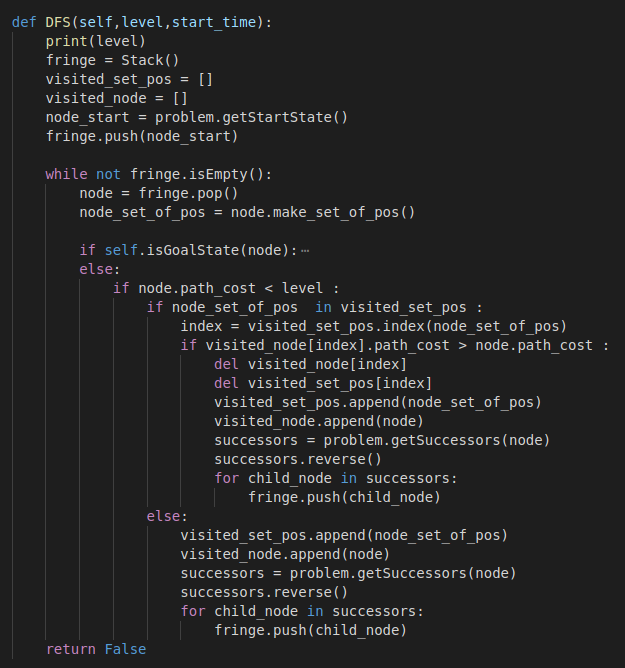 def DFS(self,level,start_time):
    print(level)
    fringe = Stack()
    visited_set_pos = []
    visited_node = []
    node_start = problem.getStartState()
    fringe.push(node_start)

    while not fringe.isEmpty():
        node = fringe.pop()
        node_set_of_pos = node.make_set_of_pos()

        if self.isGoalState(node):⋯
        else:
            if node.path_cost < level :
                if node_set_of_pos  in visited_set_pos :
                    index = visited_set_pos.index(node_set_of_pos)
                    if visited_node[index].path_cost > node.path_cost :
                        del visited_node[index]
                        del visited_set_pos[index]
                        visited_set_pos.append(node_set_of_pos)
                        visited_node.append(node)
                        successors = problem.getSuccessors(node)
                        successors.reverse()
                        for child_node in successors:
                            fringe.push(child_node)
                else:
                    visited_set_pos.append(node_set_of_pos)
                    visited_node.append(node)
                    successors = problem.getSuccessors(node)
                    successors.reverse()
                    for child_node in successors:
                        fringe.push(child_node)
    return False